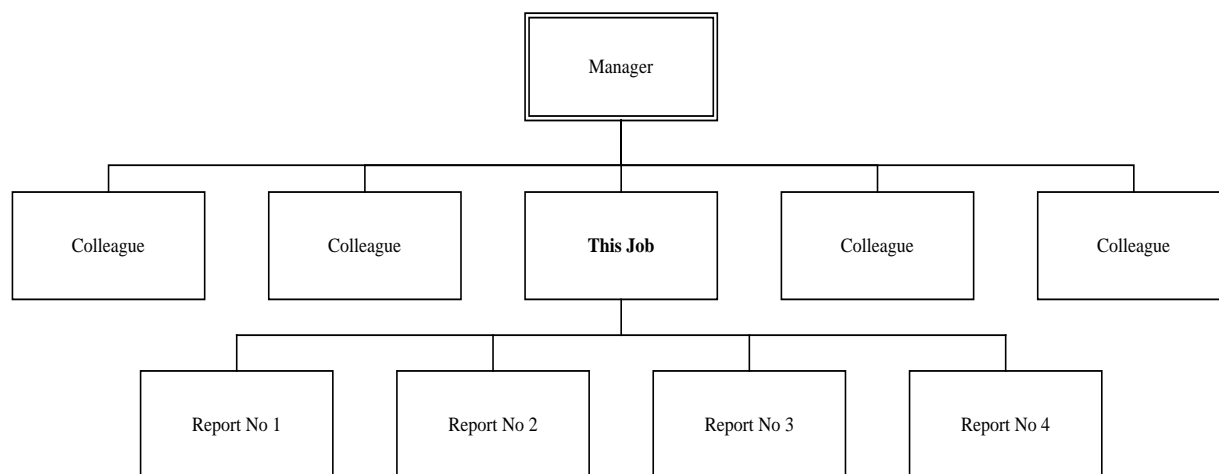 Manager
Colleague
Colleague
This Job
Colleague
Colleague
Report No 1
Report No 2
Report No 3
Report No 4